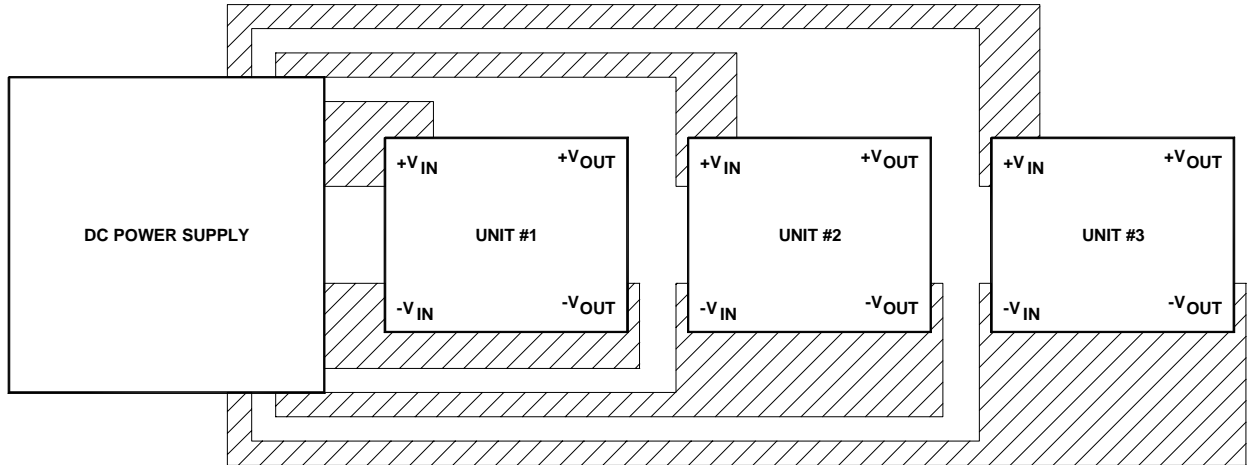 +VIN +VOUT +VIN +VOUT +VIN +VOUT
DC POWER SUPPLY UNIT #1 UNIT #2 UNIT #3
-VIN -VOUT -VIN -VOUT -VIN -VOUT